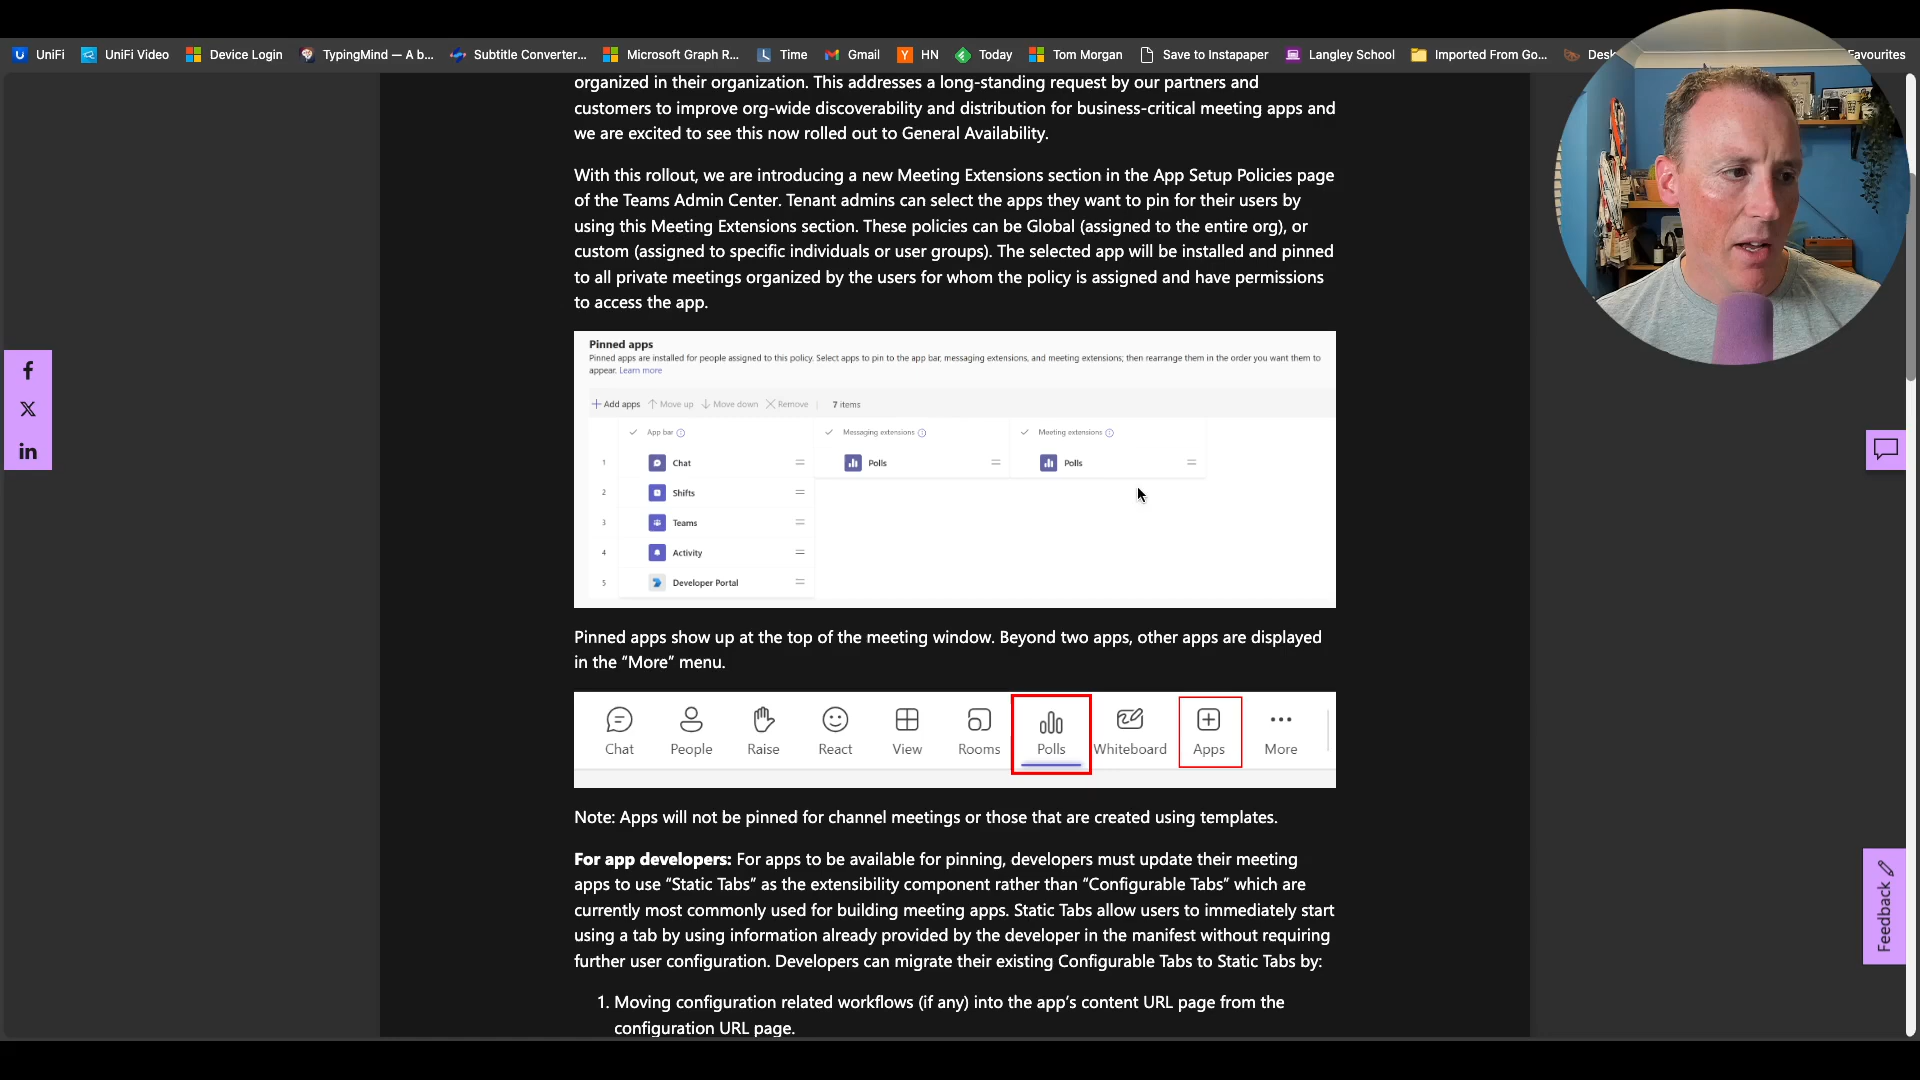 UniFi UniFi Video Device Login TypingMind — A b... Subtitle Converter... Microsoft Graph R... Time Gmail HN Today Tom Morgan Save to Instapaper Langley School Imported From Go... Desk Favourites
organized in their organization. This addresses a long-standing request by our partners and
customers to improve org-wide discoverability and distribution for business-critical meeting apps and
we are excited to see this now rolled out to General Availability.
With this rollout, we are introducing a new Meeting Extensions section in the App Setup Policies page
of the Teams Admin Center. Tenant admins can select the apps they want to pin for their users by
using this Meeting Extensions section. These policies can be Global (assigned to the entire org), or
custom (assigned to specific individuals or user groups). The selected app will be installed and pinned
to all private meetings organized by the users for whom the policy is assigned and have permissions
to access the app.
Pinned apps
Pinned apps are installed for people assigned to this policy. Select apps to pin to the app bar, messaging extensions, and meeting extensions; then rearrange them in the order you want them to
appear. Learn more
Add apps Move up Move down Remove 7 items
App bar Messaging extensions Meeting extensions
1 Chat Polls Polls
2 Shifts
3 Teams
4 Activity
5 Developer Portal
Pinned apps show up at the top of the meeting window. Beyond two apps, other apps are displayed
in the “More” menu.
Chat People Raise React View Rooms Polls Whiteboard Apps More
Note: Apps will not be pinned for channel meetings or those that are created using templates.
For app developers: For apps to be available for pinning, developers must update their meeting
apps to use “Static Tabs” as the extensibility component rather than “Configurable Tabs” which are
currently most commonly used for building meeting apps. Static Tabs allow users to immediately start
using a tab by using information already provided by the developer in the manifest without requiring
further user configuration. Developers can migrate their existing Configurable Tabs to Static Tabs by:
1. Moving configuration related workflows (if any) into the app’s content URL page from the
configuration URL page.
Feedback